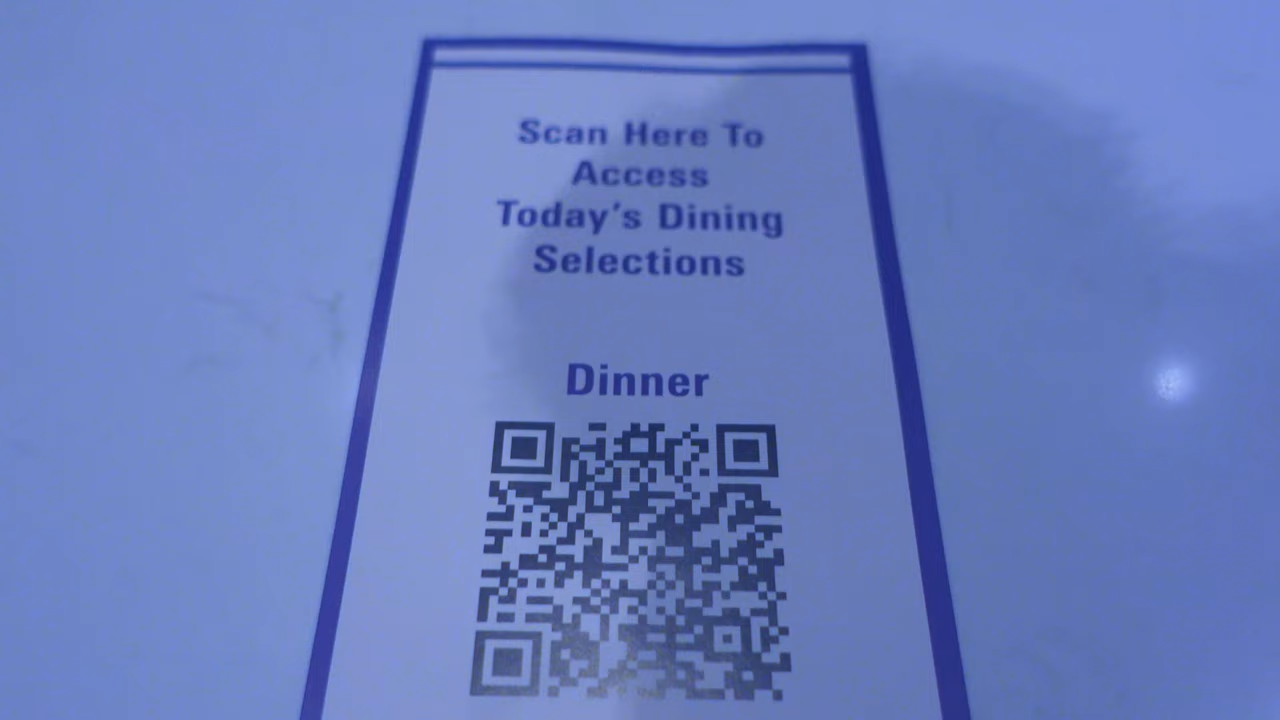 Scan Here To
Access
Today's Dining
Selections
Dinner